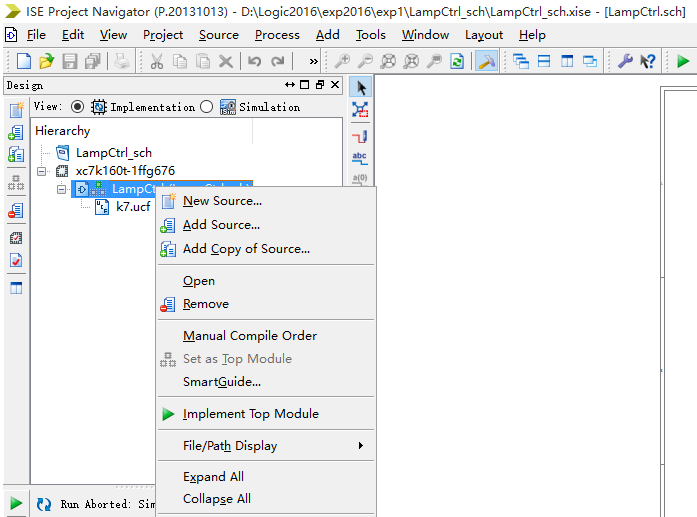 ISE Project Navigator (P.20131013) - D:\Logic2016\exp2016\exp1\LampCtrl_sch\LampCtrl_sch.xise - [LampCtrl.sch]
File Edit View Project Source Process Add Tools Window Layout Help
»
Design
View: Implementation Simulation
Hierarchy
LampCtrl_sch
xc7k160t-1ffg676
LampCtrl
k7.ucf
abc
a(0)
New Source...
Add Source...
Add Copy of Source...
Open
Remove
Manual Compile Order
Set as Top Module
SmartGuide...
Implement Top Module
File/Path Display
Expand All
Collapse All
Run Aborted: Sim